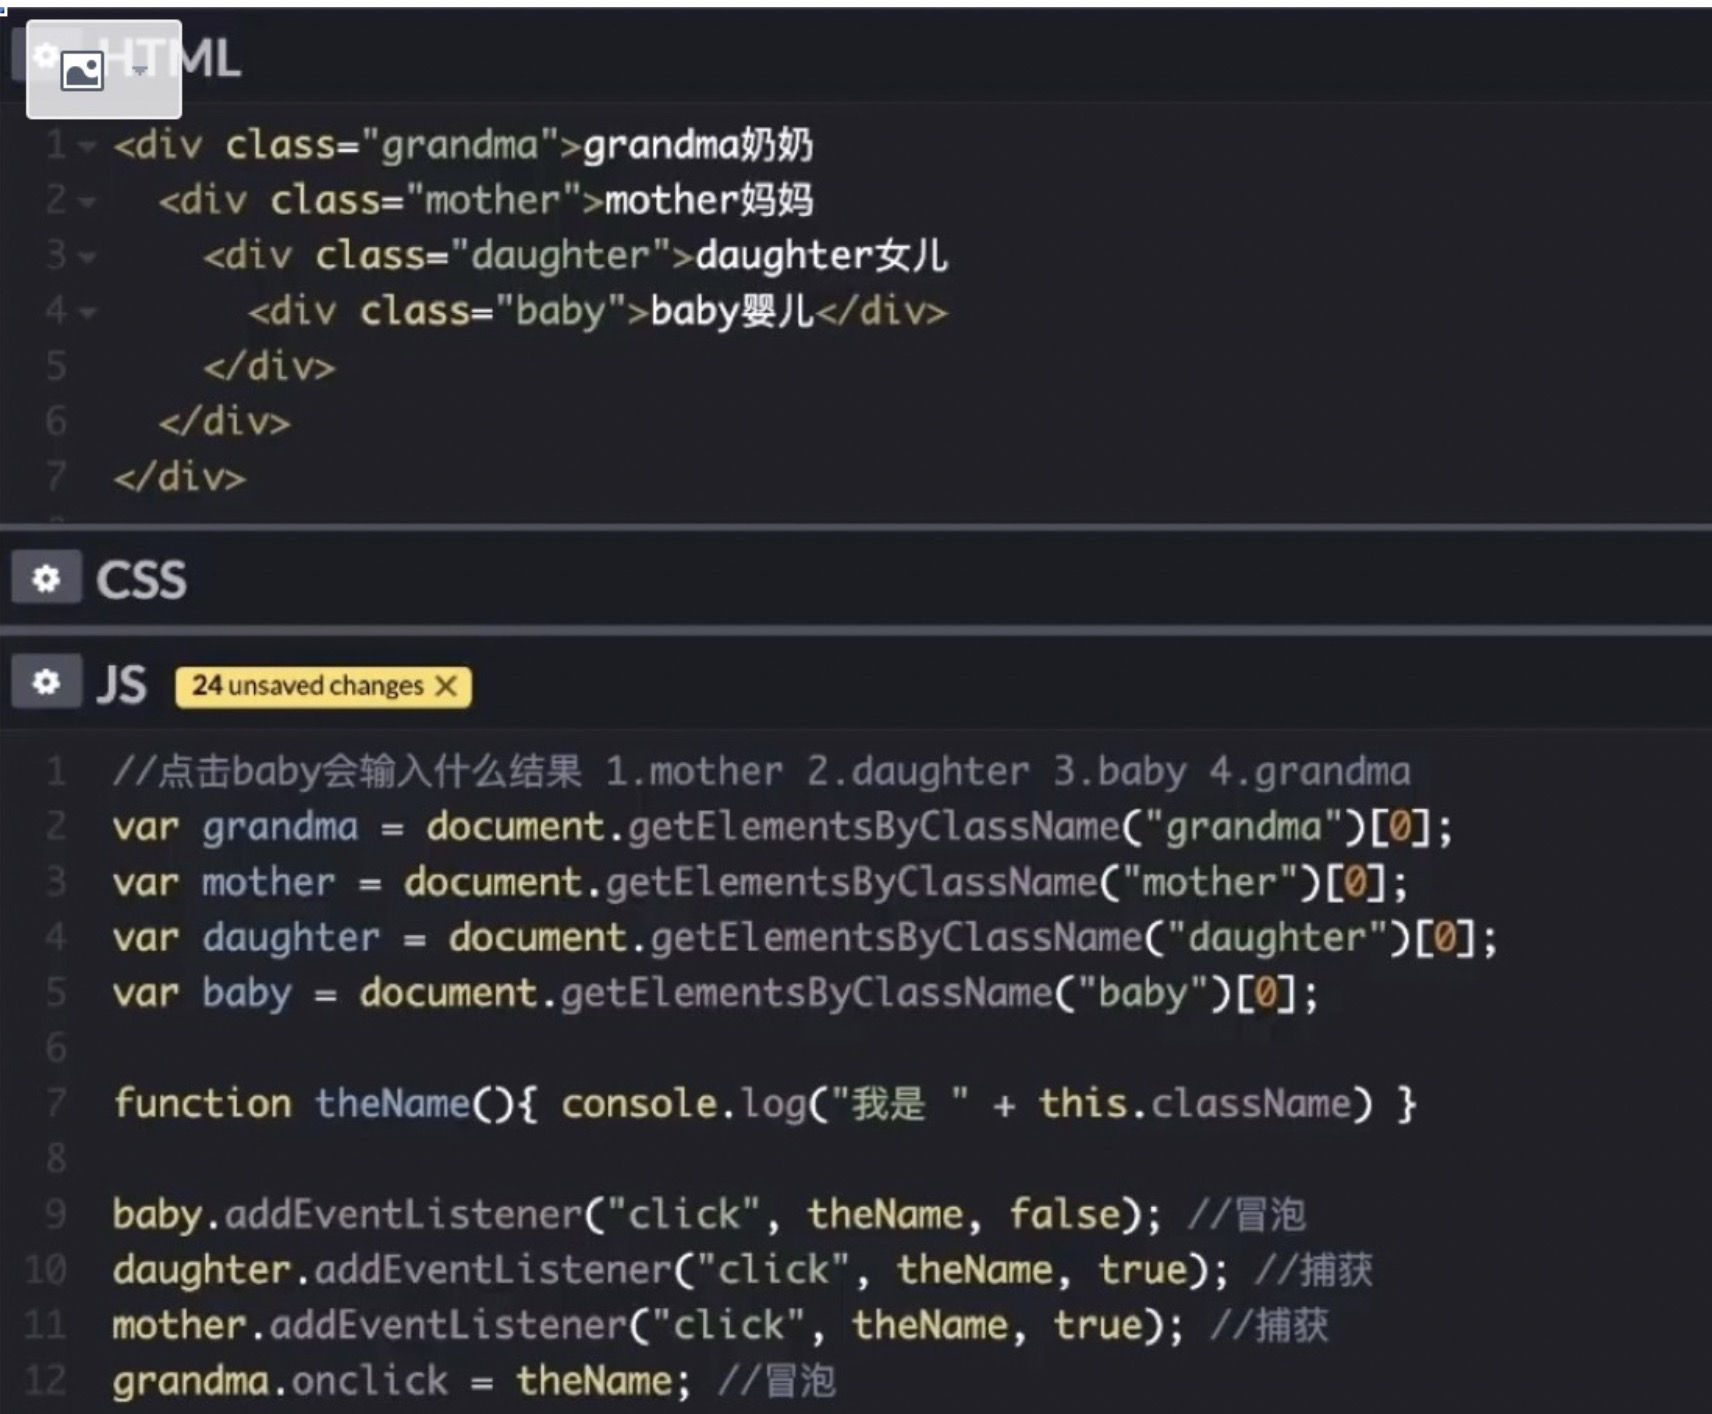 HTML
1 <div class="grandma">grandma奶奶
2 <div class="mother">mother妈妈
3 <div class="daughter">daughter女儿
4 <div class="baby">baby婴儿</div>
5 </div>
6 </div>
7 </div>
CSS
JS 24 unsaved changes X
1 //点击baby会输入什么结果 1.mother 2.daughter 3.baby 4.grandma
2 var grandma = document.getElementsByClassName("grandma")[0];
3 var mother = document.getElementsByClassName("mother")[0];
4 var daughter = document.getElementsByClassName("daughter")[0];
5 var baby = document.getElementsByClassName("baby")[0];
6
7 function theName(){ console.log("我是 " + this.className) }
8
9 baby.addEventListener("click", theName, false); //冒泡
10 daughter.addEventListener("click", theName, true); //捕获
11 mother.addEventListener("click", theName, true); //捕获
12 grandma.onclick = theName; //冒泡